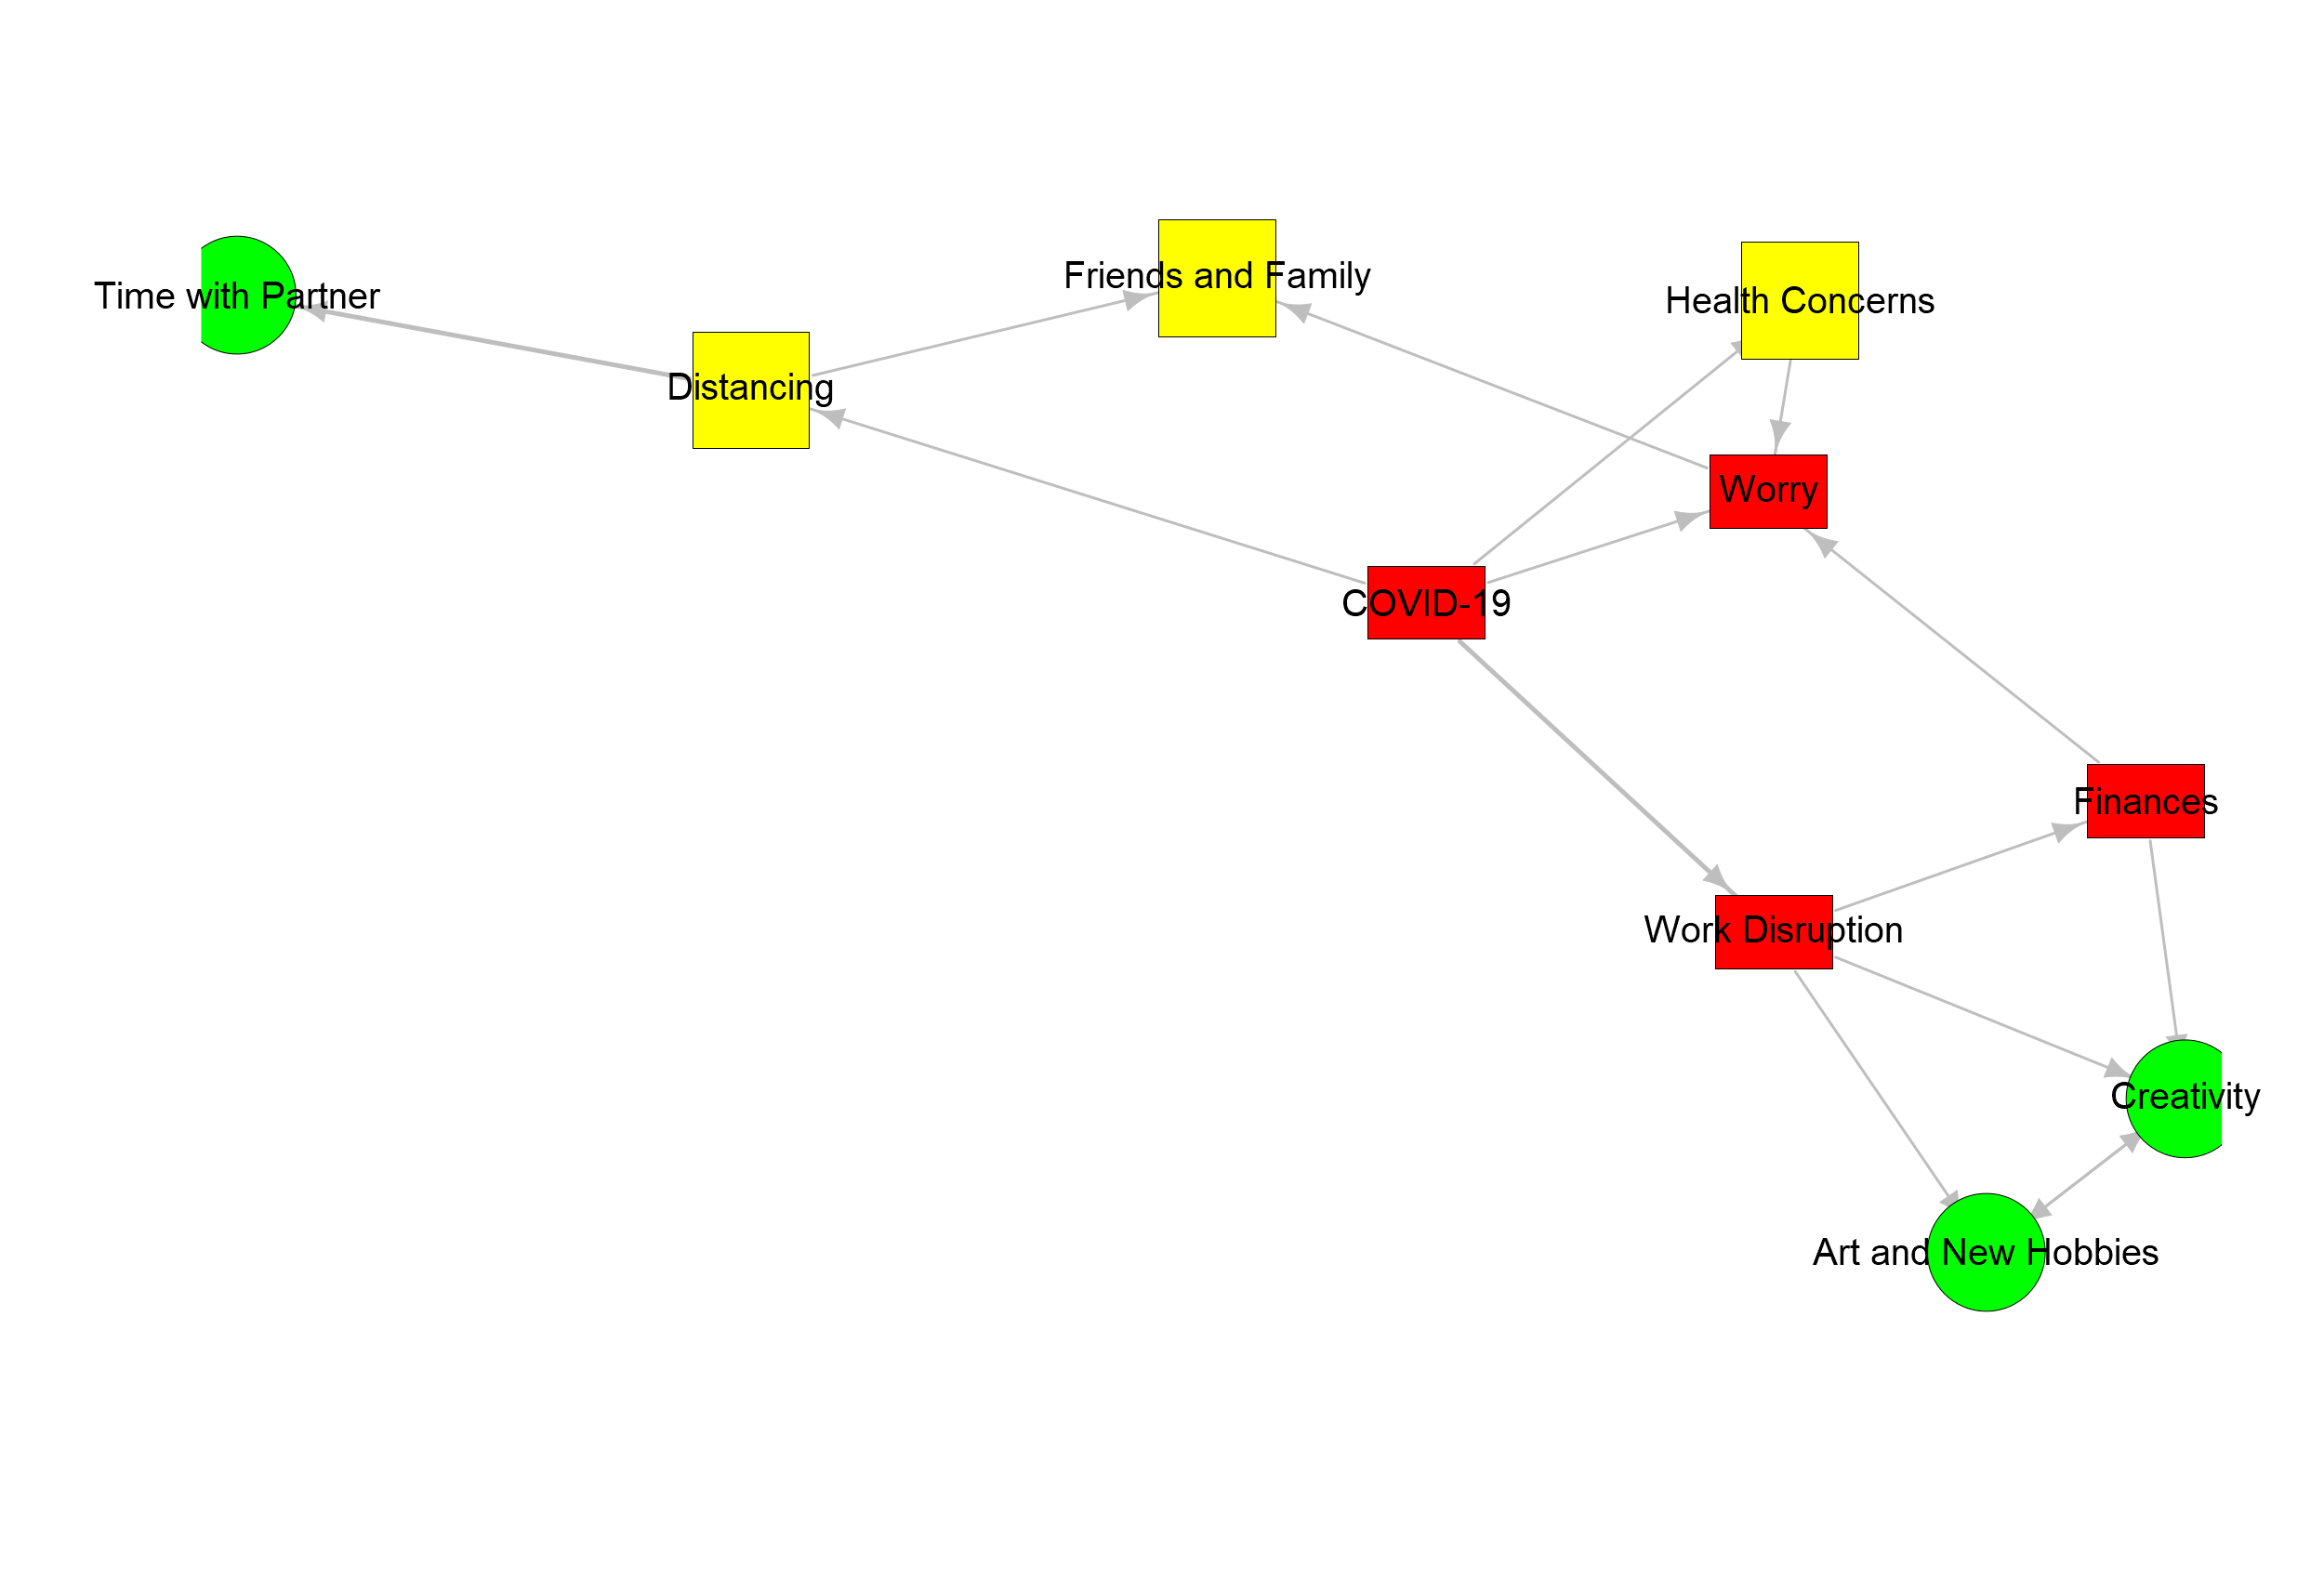 Friends and Family
Time with Partner
Health Concerns
Distancing
Worry
COVID-19
Finances
Work Disruption
Creativity
Art and New Hobbies